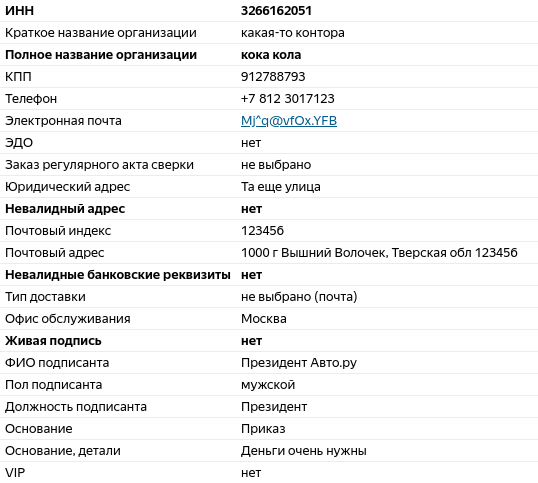 ИНН 3266162051
Краткое название организации какая-то контора
Полное название организации кока кола
КПП 912788793
Телефон +7 812 3017123
Электронная почта Mj^q@vfOx.YFB
ЭДО нет
Заказ регулярного акта сверки не выбрано
Юридический адрес Та еще улица
Невалидный адрес нет
Почтовый индекс 123456
Почтовый адрес 1000 г Вышний Волочек, Тверская обл 123456
Невалидные банковские реквизиты нет
Тип доставки не выбрано (почта)
Офис обслуживания Москва
Живая подпись нет
ФИО подписанта Президент Авто.ру
Пол подписанта мужской
Должность подписанта Президент
Основание Приказ
Основание, детали Деньги очень нужны
VIP нет